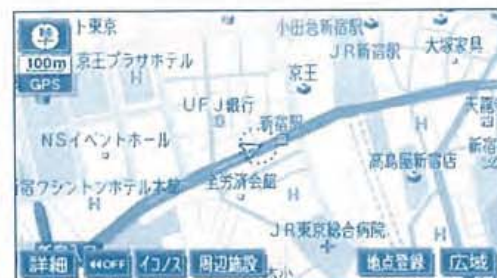 ト東京
小田急新宿駅
100m
京王プラザホテル
JR新宿駅
大塚家具
GPS
京王
UFJ銀行
新宿駅
NSイベントホール
新宿
高島屋新宿店
宿ワシントンホテル本館
全労済会館
JR東京総合病院
詳細
◀◀OFF
イコノス
周辺施設
地点登録
広域